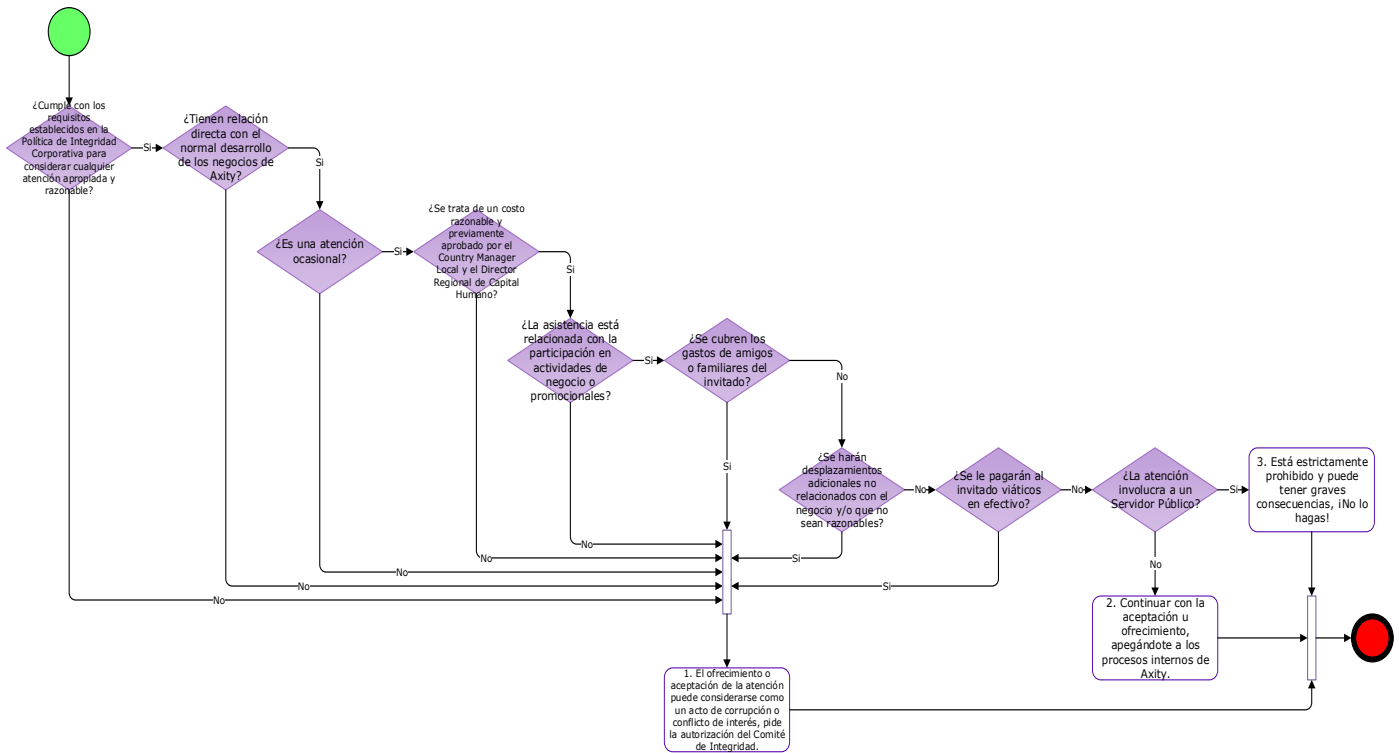 ¿Cumple con los
requisitos
establecidos en la
Política de Integridad
Corporativa para
considerar cualquier
atención apropiada y
razonable?
Si
¿Tienen relación
directa con el
normal desarrollo
de los negocios de
Axity?
Si
¿Es una atención
ocasional?
Si
¿Se trata de un costo
razonable y
previamente
aprobado por el
Country Manager
Local y el Director
Regional de Capital
Humano?
Si
¿La asistencia está
relacionada con la
participación en
actividades de
negocio o
promocionales?
Si
¿Se cubren los
gastos de amigos
o familiares del
invitado?
No
Si
¿Se harán
desplazamientos
adicionales no
relacionados con el
negocio y/o que no
sean razonables?
No
¿Se le pagarán al
invitado viáticos
en efectivo?
No
¿La atención
involucra a un
Servidor Público?
Si
3. Está estrictamente
prohibido y puede
tener graves
consecuencias, ¡No lo
hagas!
No
No
Si
No
No
Si
No
No
2. Continuar con la
aceptación u
ofrecimiento,
apegándote a los
procesos internos de
Axity.
1. El ofrecimiento o
aceptación de la atención
puede considerarse como
un acto de corrupción o
conflicto de interés, pide
la autorización del Comité
de Integridad.